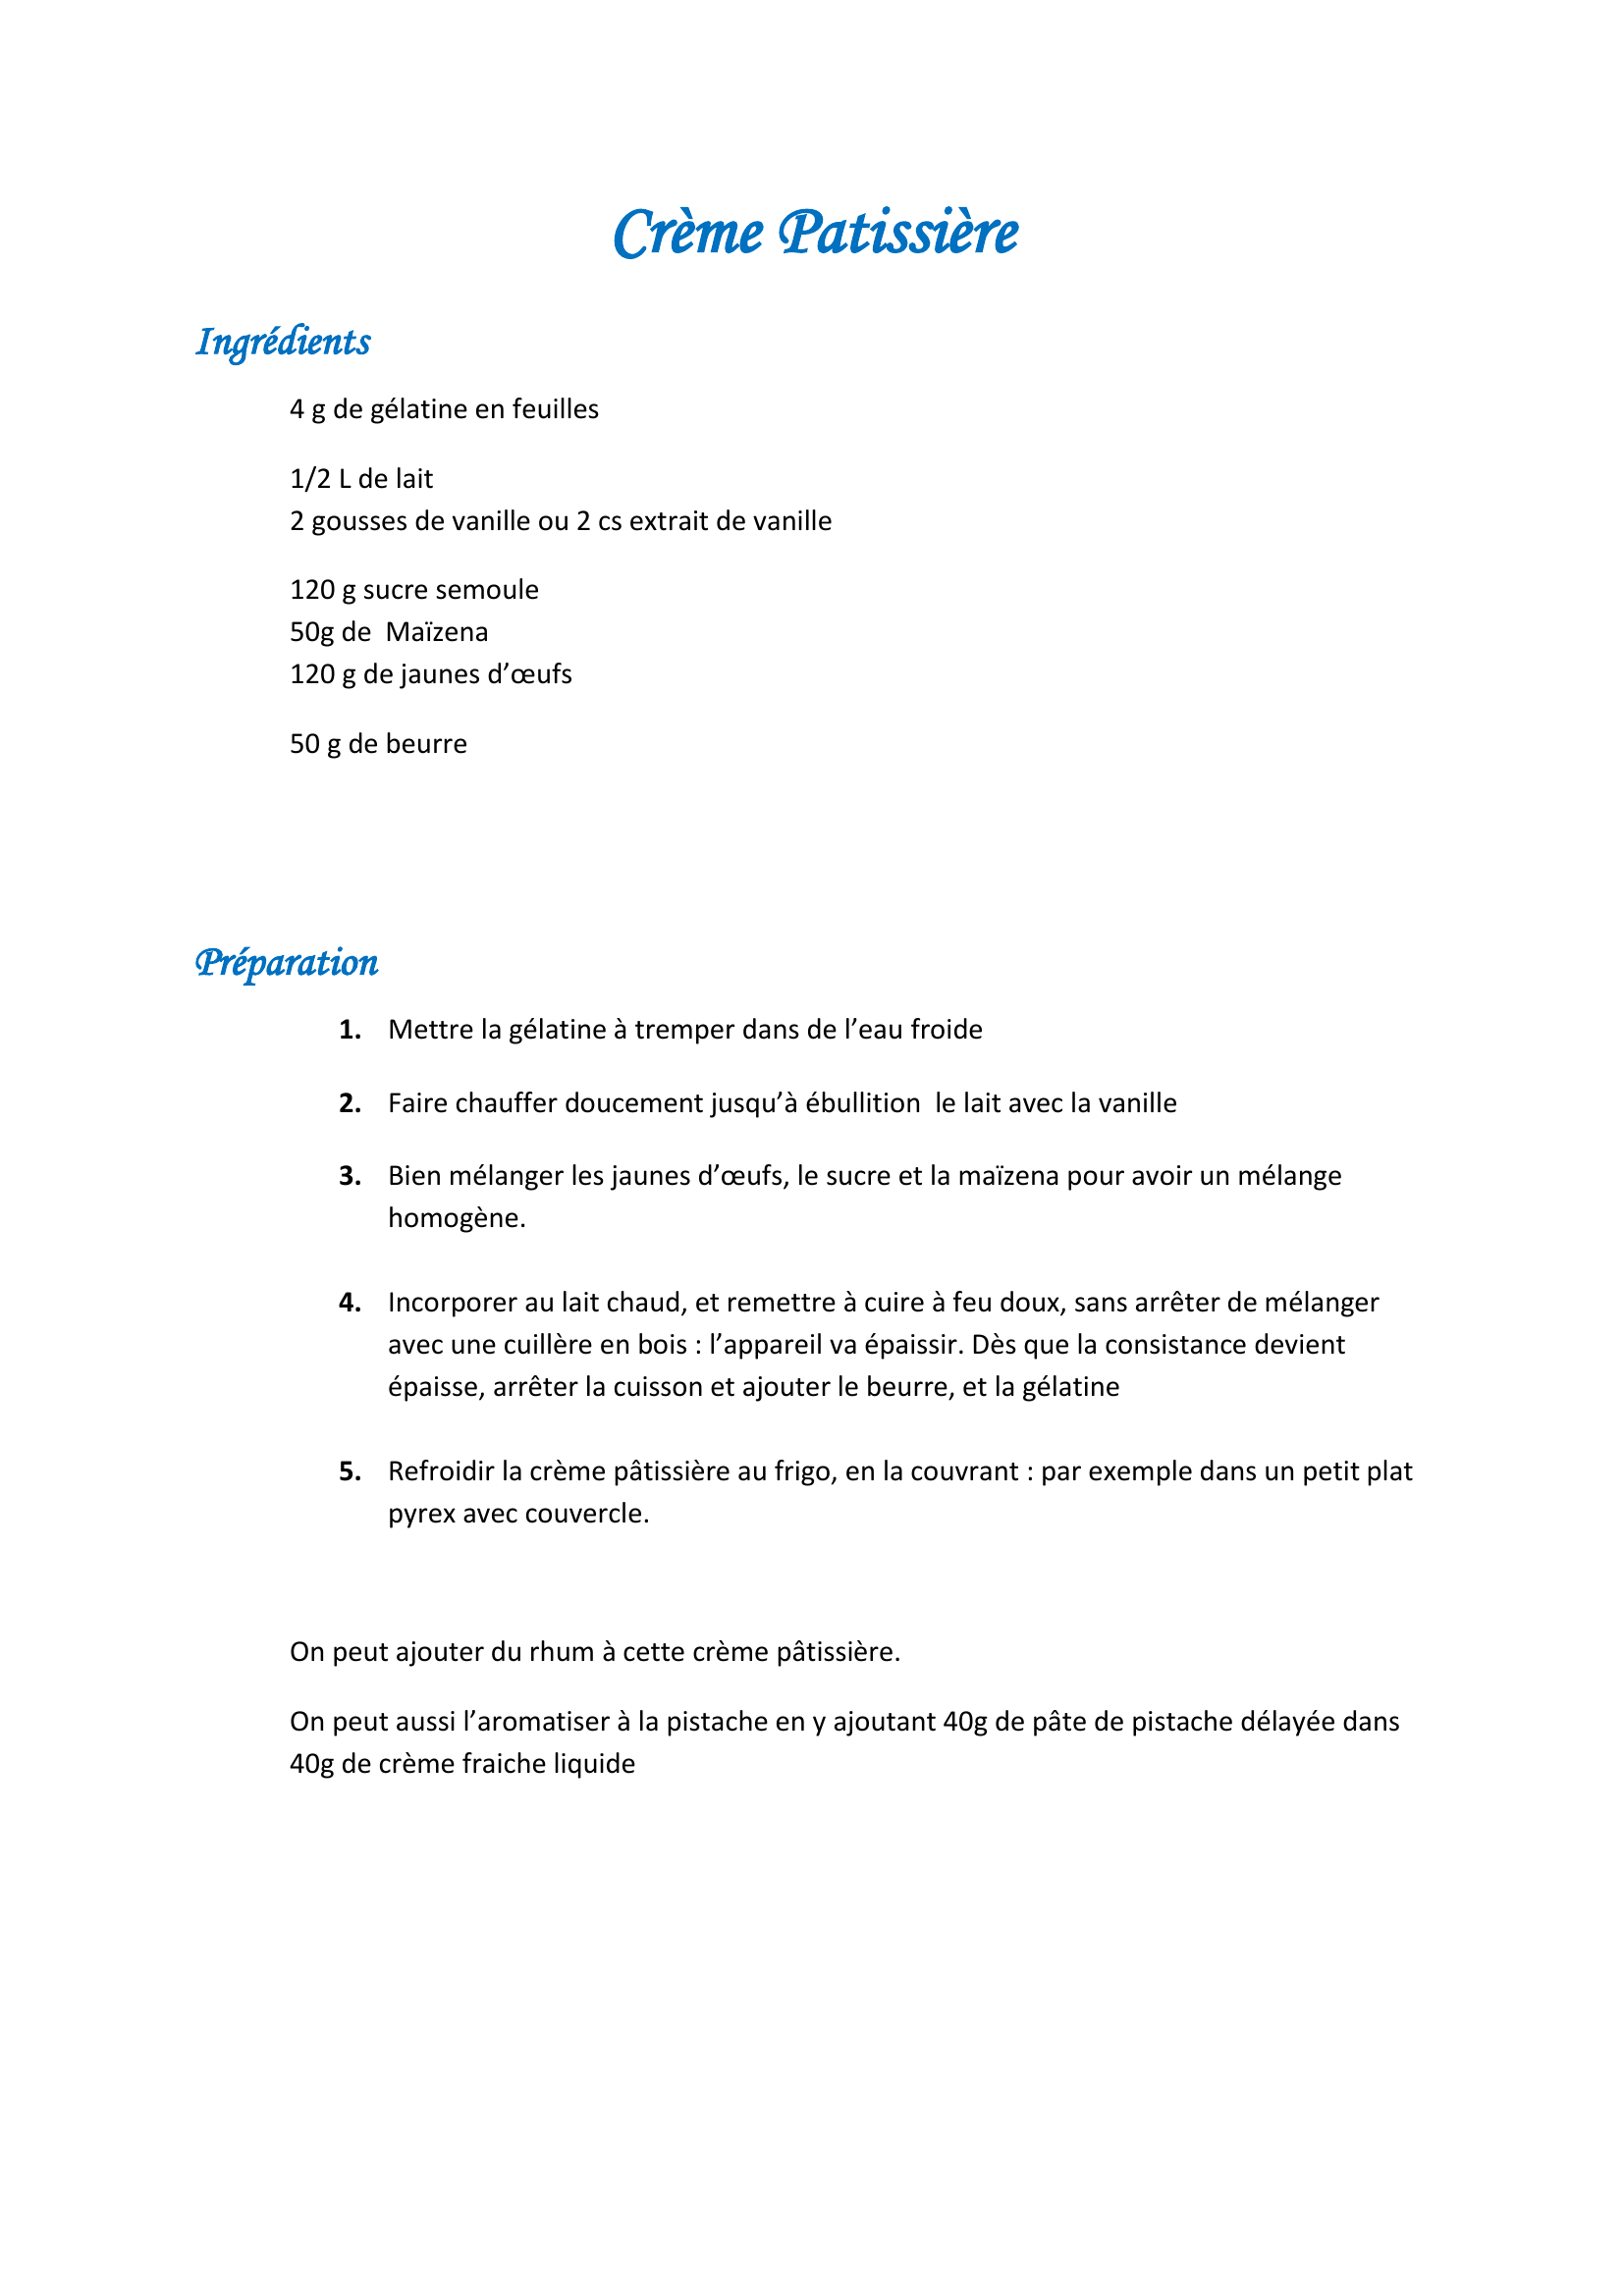 Crème Patissière
Ingrédients
4 g de gélatine en feuilles
1/2 L de lait
2 gousses de vanille ou 2 cs extrait de vanille
120 g sucre semoule
50g de  Maïzena
120 g de jaunes d’œufs
50 g de beurre
Préparation
1. Mettre la gélatine à tremper dans de l’eau froide
2. Faire chauffer doucement jusqu’à ébullition  le lait avec la vanille
3. Bien mélanger les jaunes d’œufs, le sucre et la maïzena pour avoir un mélange
homogène.
4. Incorporer au lait chaud, et remettre à cuire à feu doux, sans arrêter de mélanger
avec une cuillère en bois : l’appareil va épaissir. Dès que la consistance devient
épaisse, arrêter la cuisson et ajouter le beurre, et la gélatine
5. Refroidir la crème pâtissière au frigo, en la couvrant : par exemple dans un petit plat
pyrex avec couvercle.
On peut ajouter du rhum à cette crème pâtissière.
On peut aussi l’aromatiser à la pistache en y ajoutant 40g de pâte de pistache délayée dans
40g de crème fraiche liquide